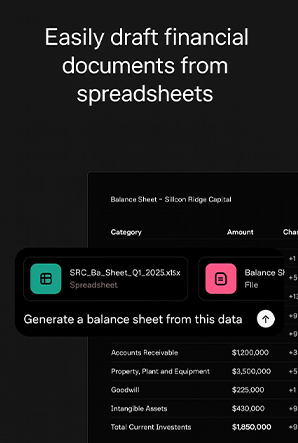 Easily draft financial
documents from
spreadsheets
Balance Sheet – Silicon Ridge Capital
Category Amount
+1
SRC_Ba_Sheet_Q1_2025.xlsx Balance
Spreadsheet File
+5
+13
Generate a balance sheet from this data
+9
+9
Accounts Receivable $1,200,000 +3
Property, Plant and Equipment $3,500,000 +5
Goodwill $225,000 +1
Intangible Assets $430,000 +9
Total Current Investents $1,850,000 +9